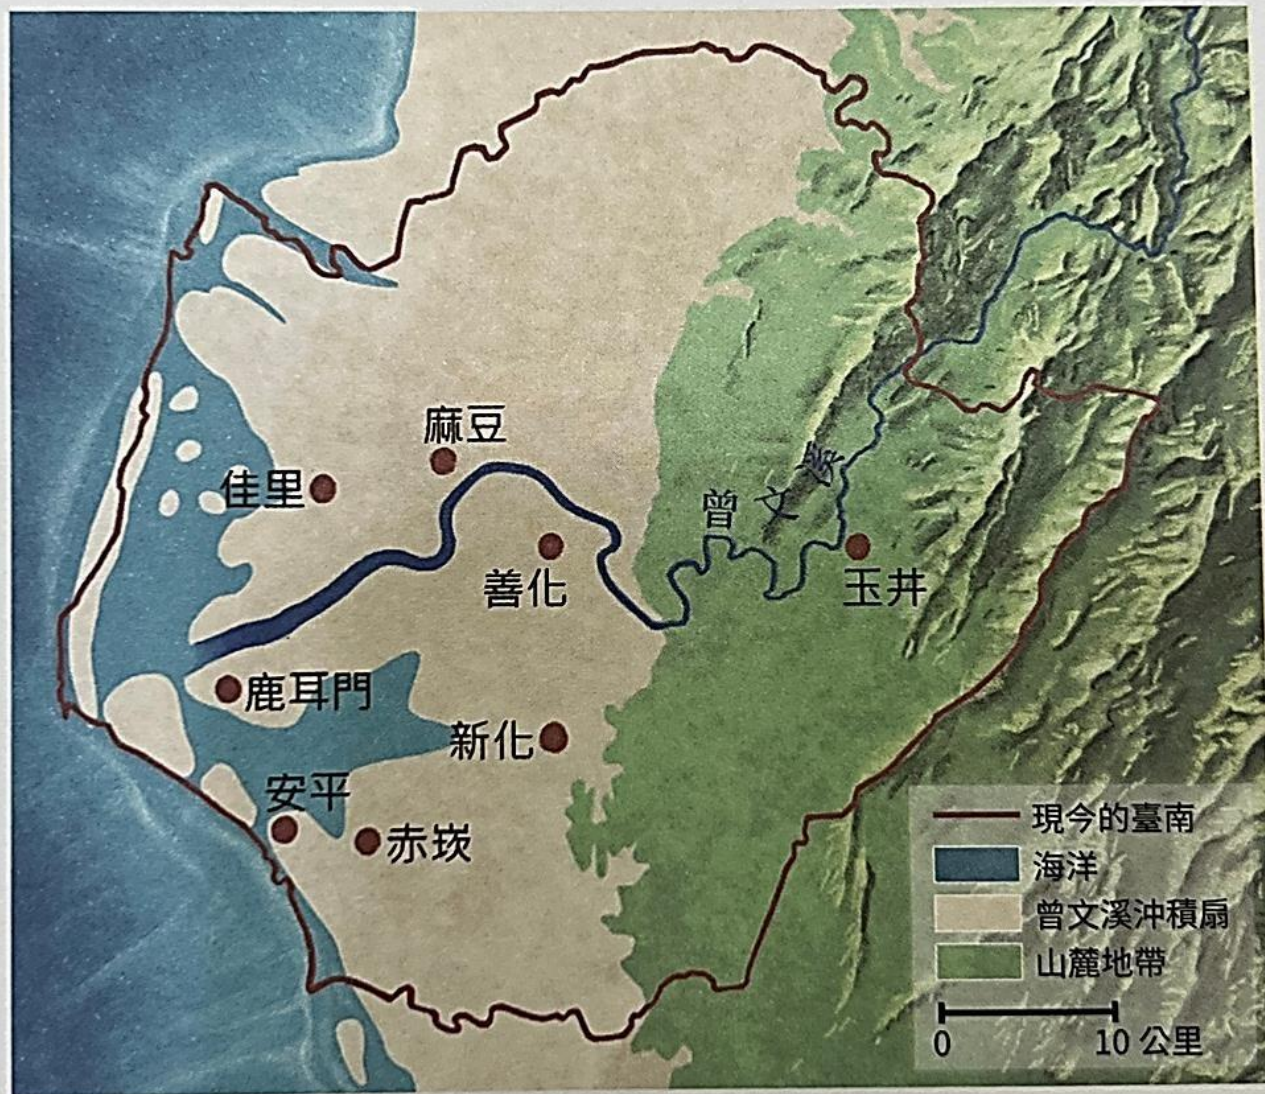 麻豆
佳里
曾文溪
善化
玉井
鹿耳門
新化
安平
赤崁
現今的臺南
海洋
曾文溪沖積扇
山麓地帶
0 10 公里